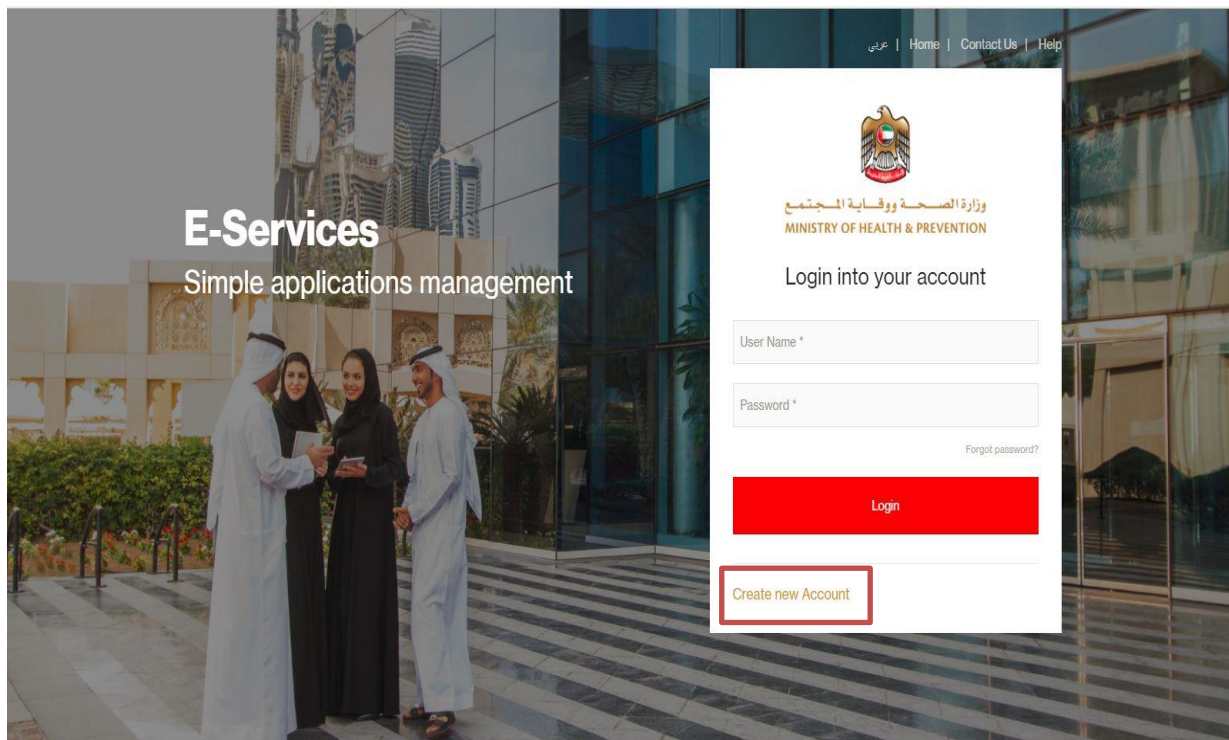 عربي | Home | Contact Us | Help
E-Services
Simple applications management
وزارة الصحة ووقاية المجتمع
MINISTRY OF HEALTH & PREVENTION
Login into your account
User Name *
Password *
Forgot password?
Login
Create new Account